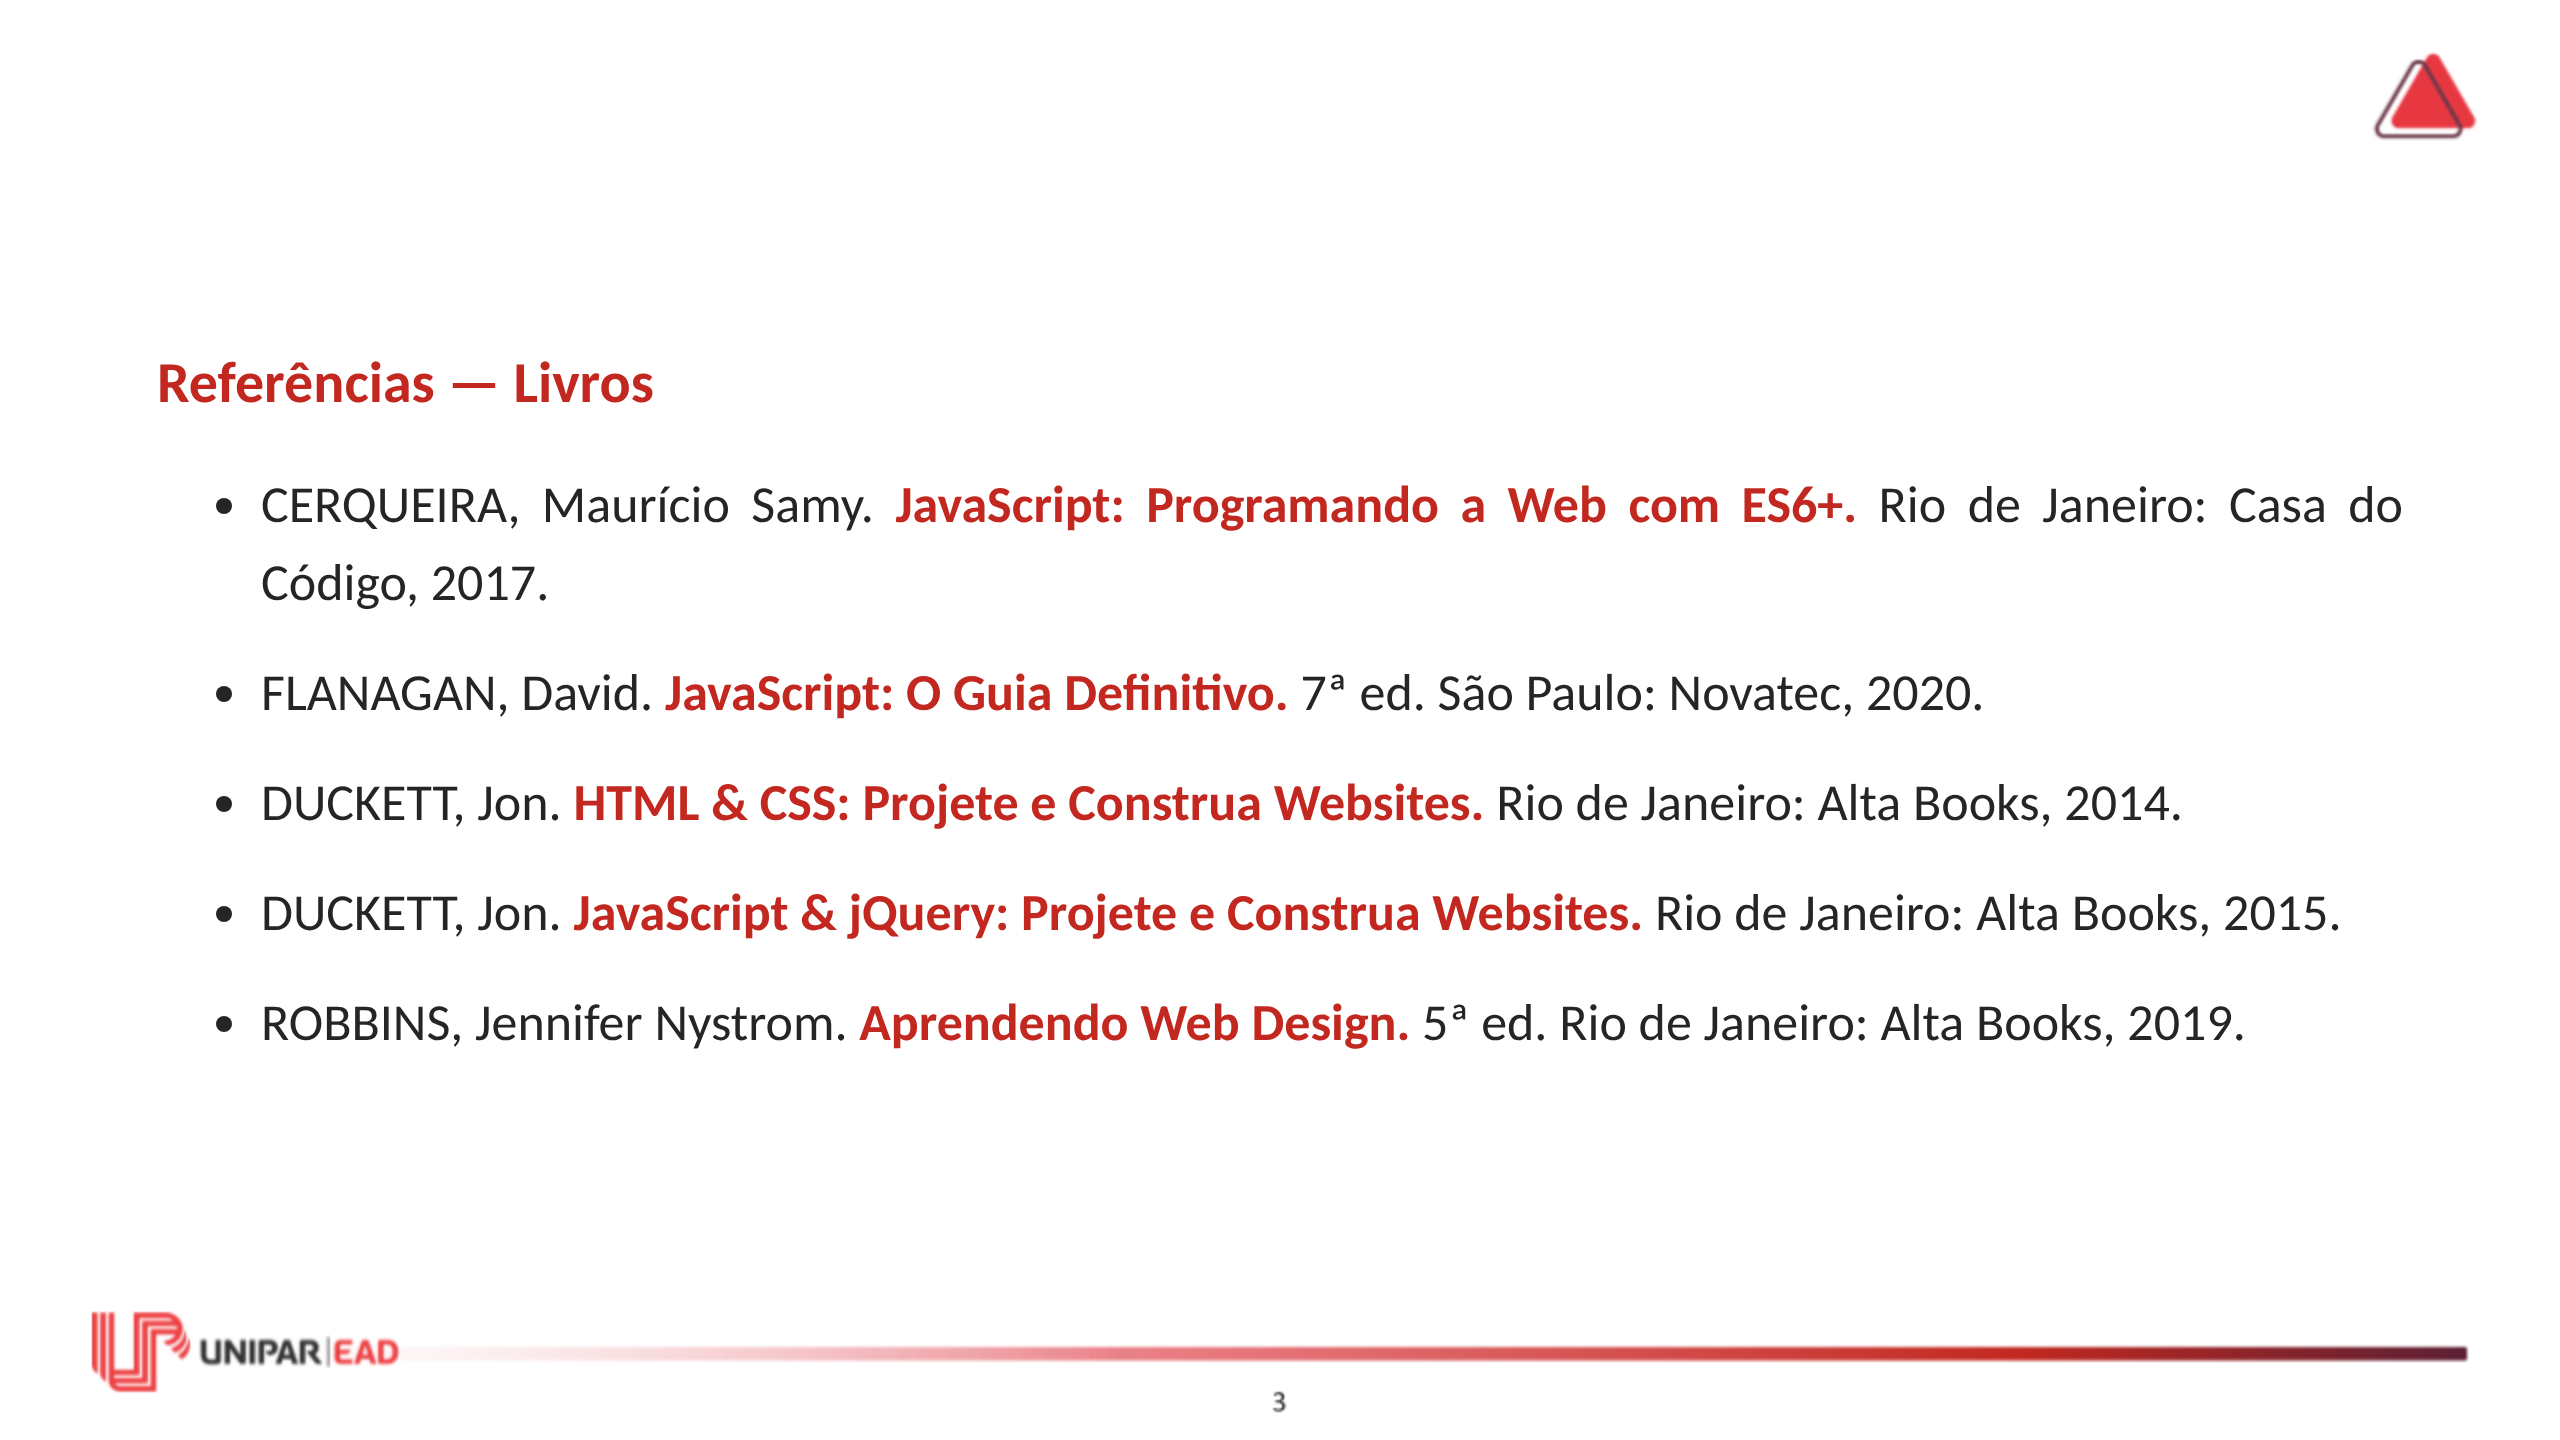 Referências — Livros
• CERQUEIRA, Maurício Samy. JavaScript: Programando a Web com ES6+. Rio de Janeiro: Casa do
Código, 2017.
• FLANAGAN, David. JavaScript: O Guia Definitivo. 7ª ed. São Paulo: Novatec, 2020.
• DUCKETT, Jon. HTML & CSS: Projete e Construa Websites. Rio de Janeiro: Alta Books, 2014.
• DUCKETT, Jon. JavaScript & jQuery: Projete e Construa Websites. Rio de Janeiro: Alta Books, 2015.
• ROBBINS, Jennifer Nystrom. Aprendendo Web Design. 5ª ed. Rio de Janeiro: Alta Books, 2019.
UNIPAR|EAD
3